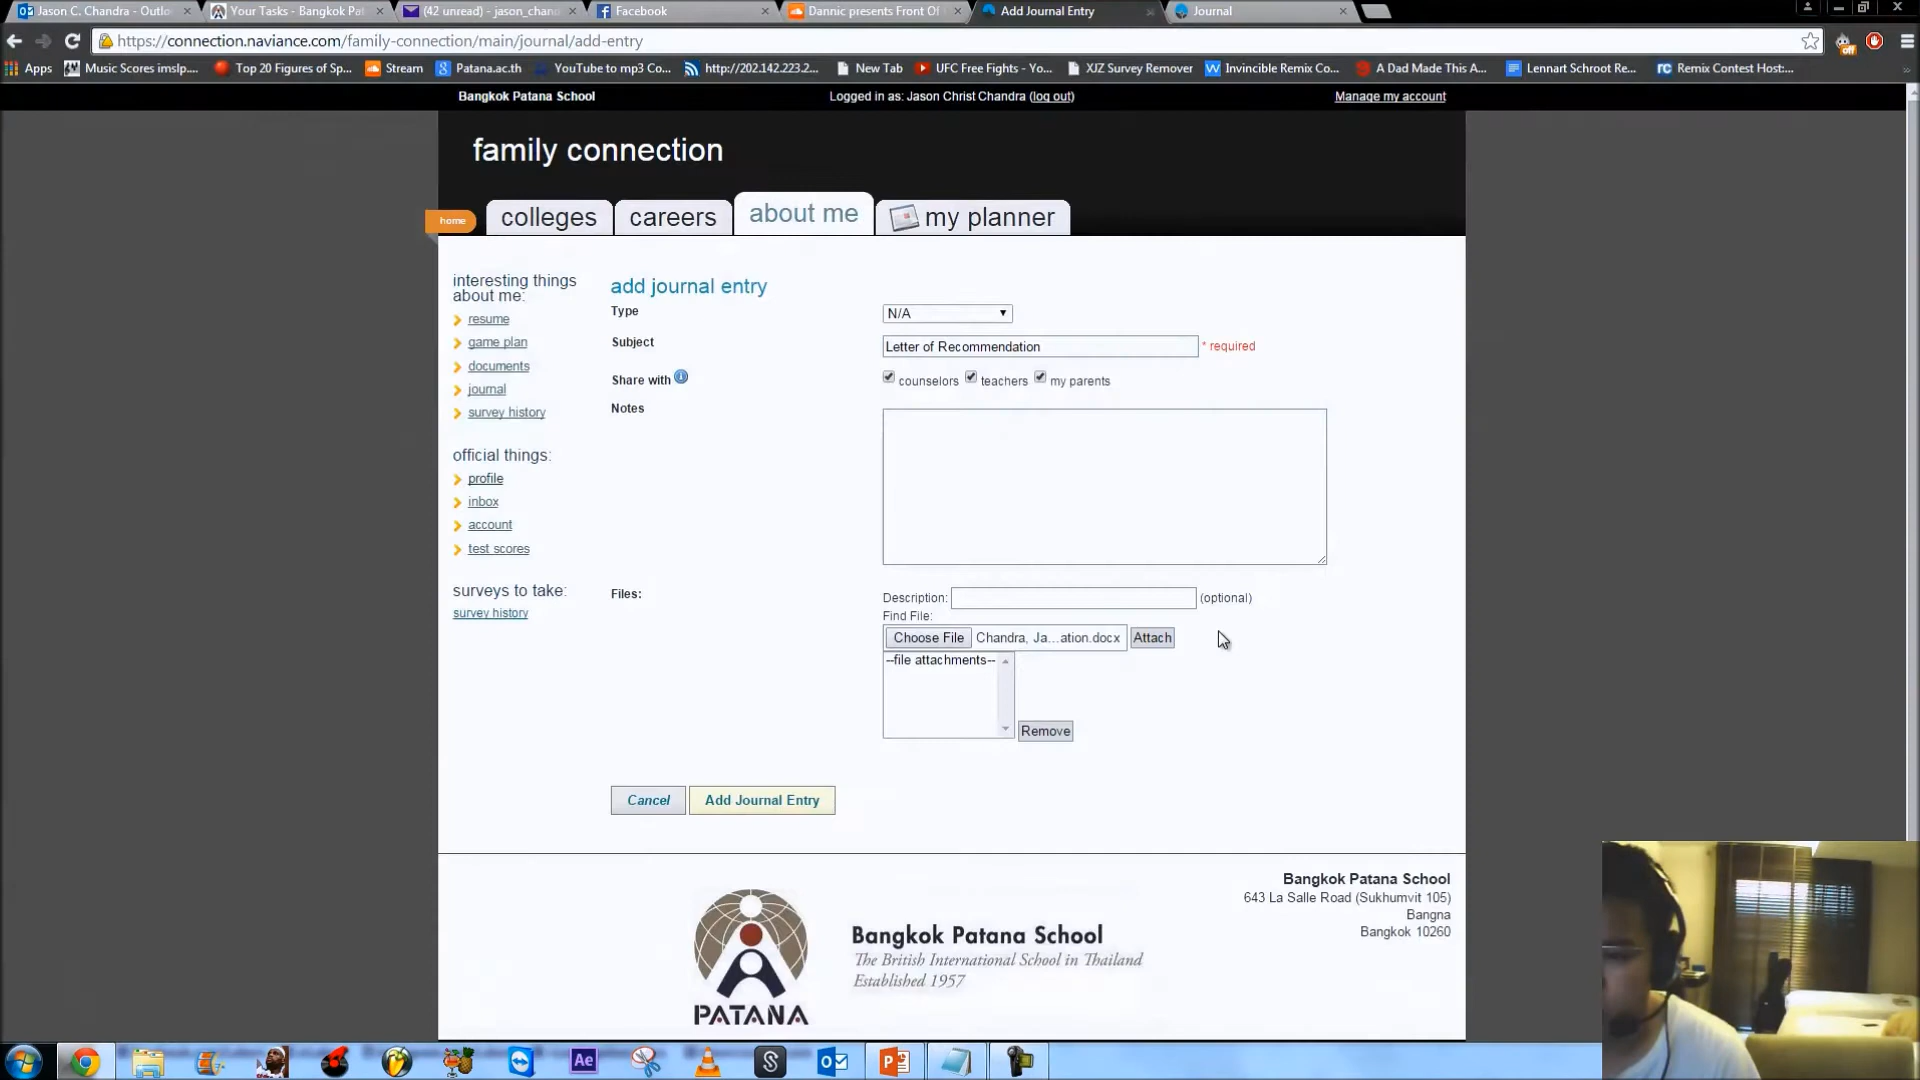 Jason C. Chandra - Outlo
Your Tasks - Bangkok Pat
(42 unread) - jason_chand
Facebook
Dannic presents Front Of
Add Journal Entry
Journal
https://connection.naviance.com/family-connection/main/journal/add-entry
Apps
Music Scores imslp....
Top 20 Figures of Sp...
Stream
Patana.ac.th
YouTube to mp3 Co...
http://202.142.223.2...
New Tab
UFC Free Fights - Yo...
XJZ Survey Remover
Invincible Remix Co...
A Dad Made This A...
Lennart Schroot Re...
Remix Contest Host:...
off
Bangkok Patana School
Logged in as: Jason Christ Chandra (log out)
Manage my account
family connection
home
colleges
careers
about me
my planner
interesting things
about me:
resume
game plan
documents
journal
survey history
official things:
profile
inbox
account
test scores
surveys to take:
survey history
add journal entry
Type
N/A
Subject
Letter of Recommendation
* required
Share with
counselors
teachers
my parents
Notes
Files:
Description:
(optional)
Find File:
Choose File
Chandra, Ja...ation.docx
Attach
--file attachments--
Remove
Cancel
Add Journal Entry
PATANA
Bangkok Patana School
The British International School in Thailand
Established 1957
Bangkok Patana School
643 La Salle Road (Sukhumvit 105)
Bangna
Bangkok 10260
Ae